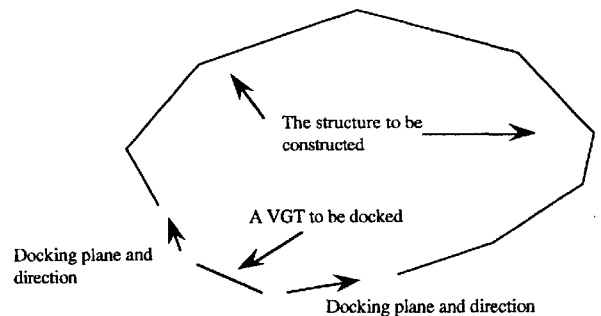 The structure to be
constructed
A VGT to be docked
Docking plane and
direction
Docking plane and direction